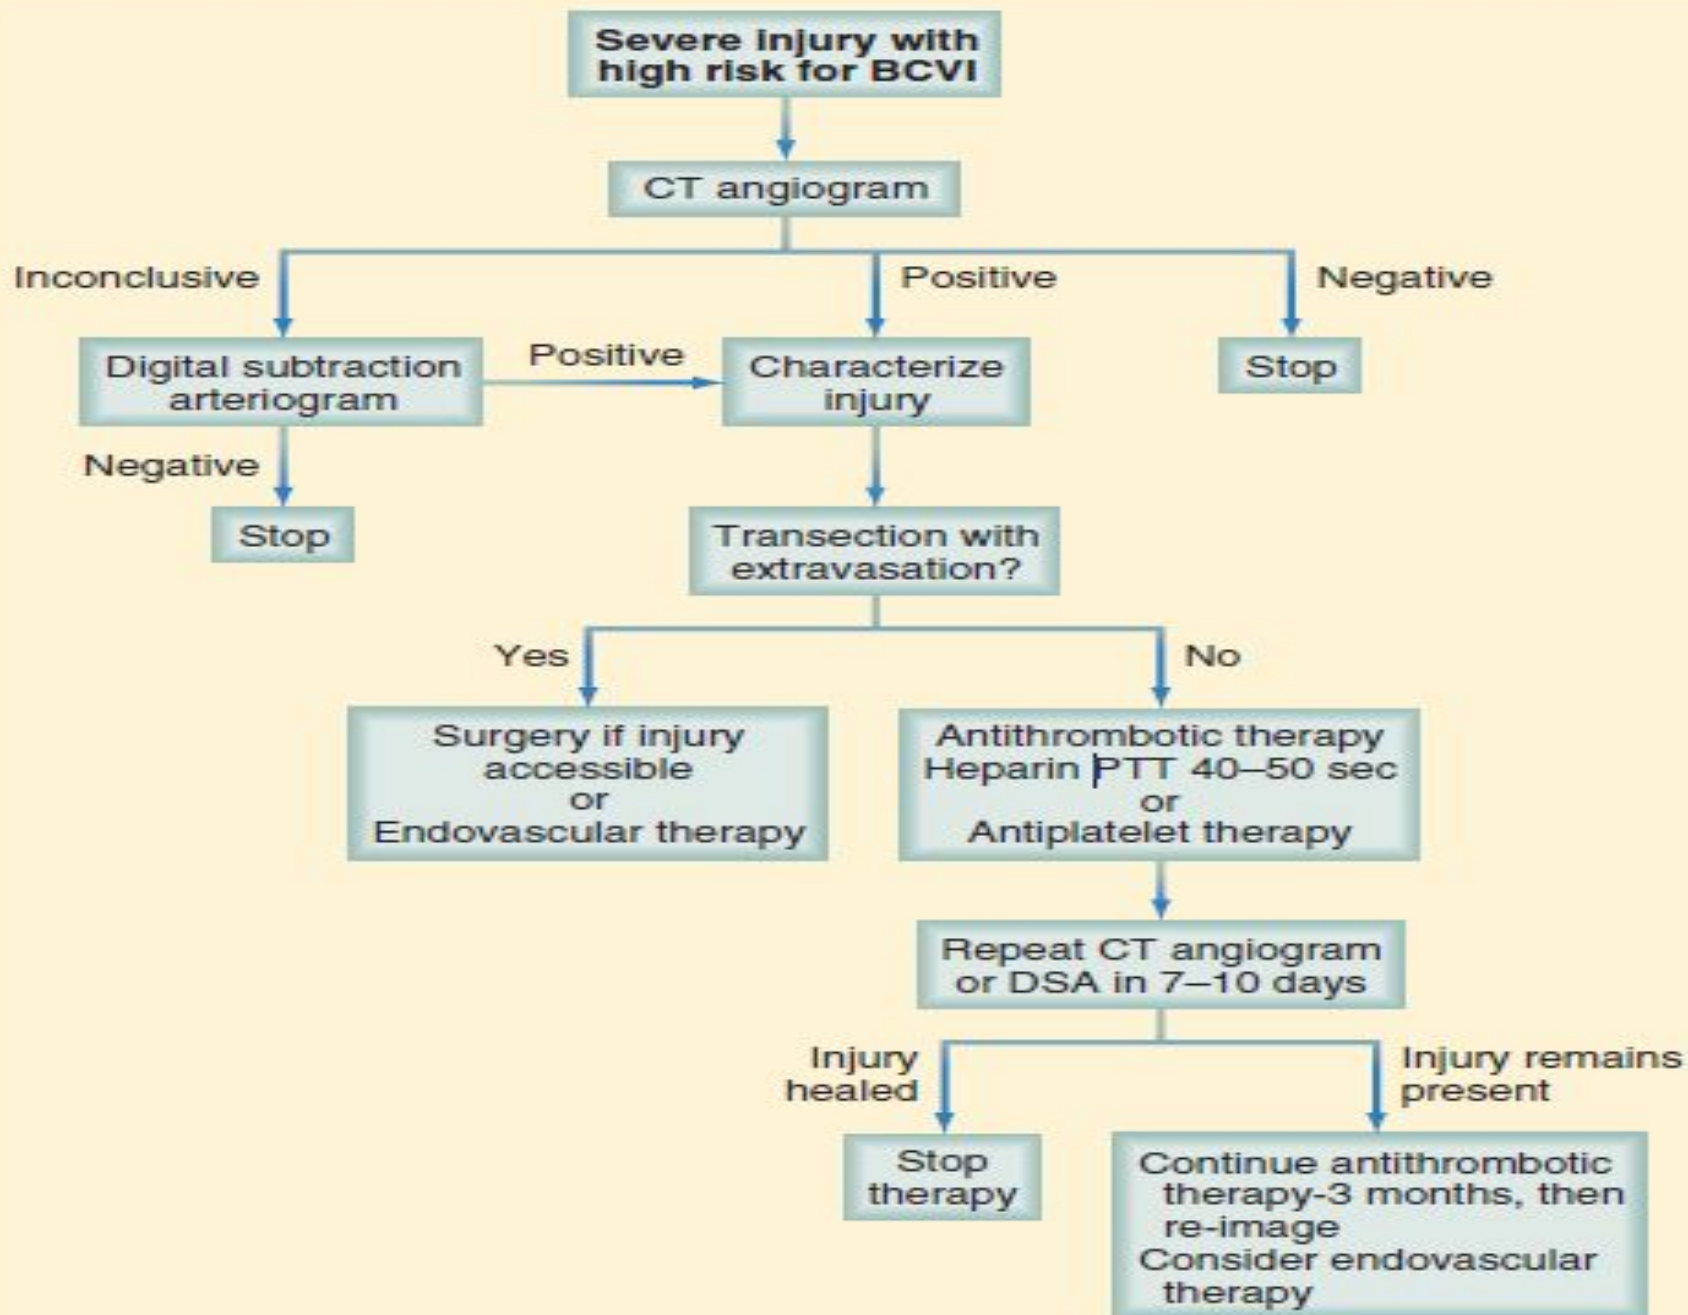 Severe injury with
high risk for BCVI
CT angiogram
Inconclusive
Positive
Negative
Digital subtraction
arteriogram
Positive
Characterize
injury
Stop
Negative
Stop
Transection with
extravasation?
Yes
No
Surgery if injury
accessible
or
Endovascular therapy
Antithrombotic therapy
Heparin PTT 40–50 sec
or
Antiplatelet therapy
Repeat CT angiogram
or DSA in 7–10 days
Injury
healed
Injury remains
present
Stop
therapy
Continue antithrombotic
therapy-3 months, then
re-image
Consider endovascular
therapy